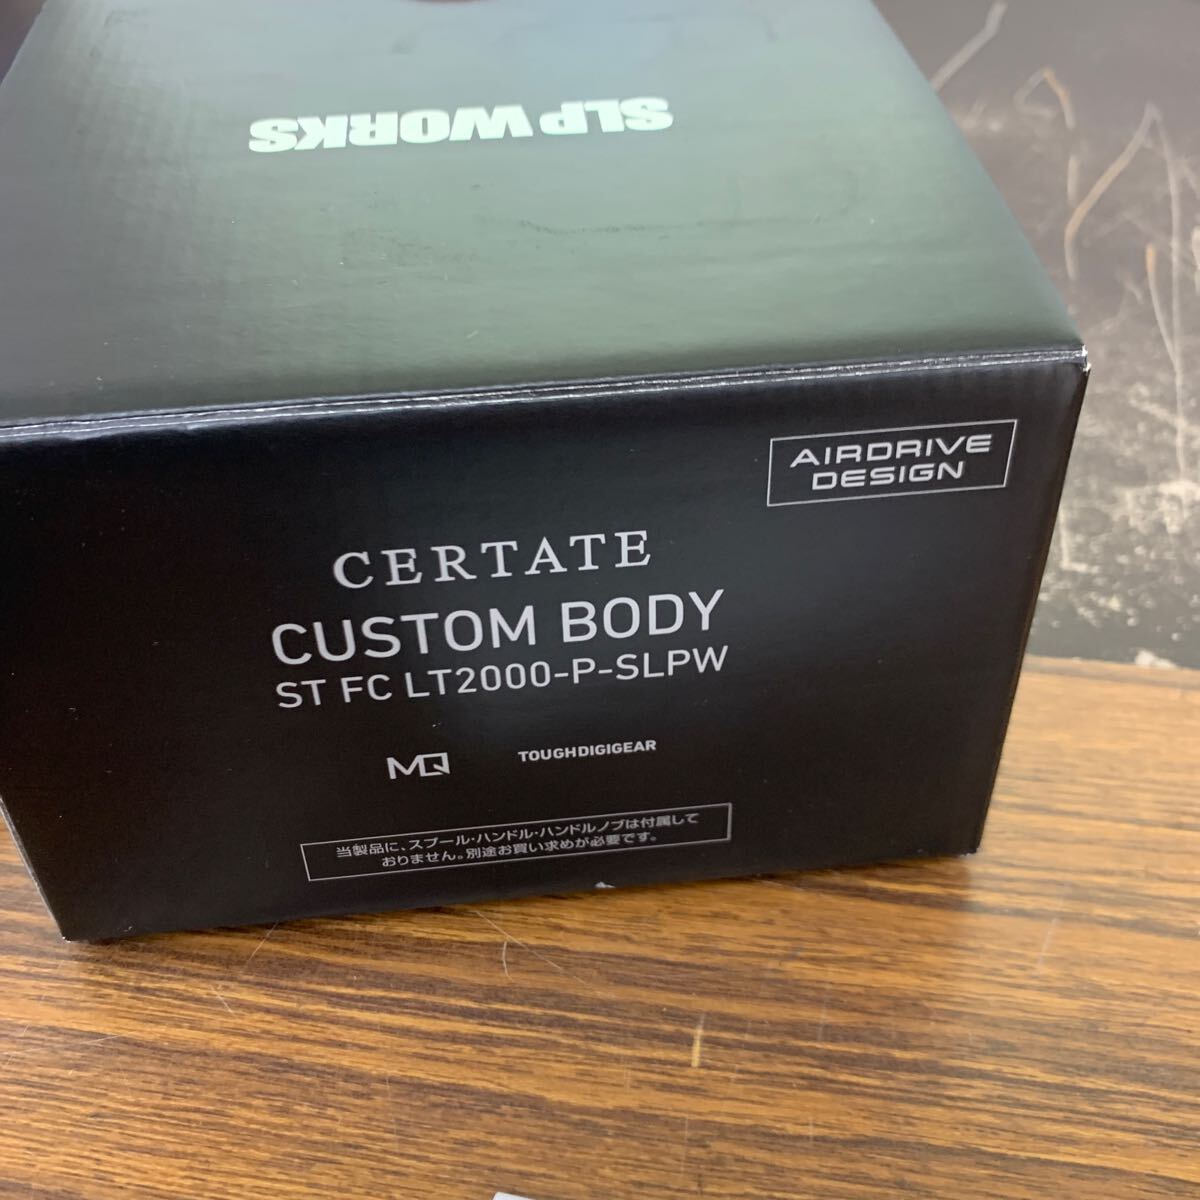 SLP WORKS
AIRDRIVE
DESIGN
CERTATE
CUSTOM BODY
ST FC LT2000-P-SLPW
MQ TOUGHDIGIGEAR
当製品に、スプール・ハンドル・ハンドルノブは付属して
おりません。別途お買い求めが必要です。